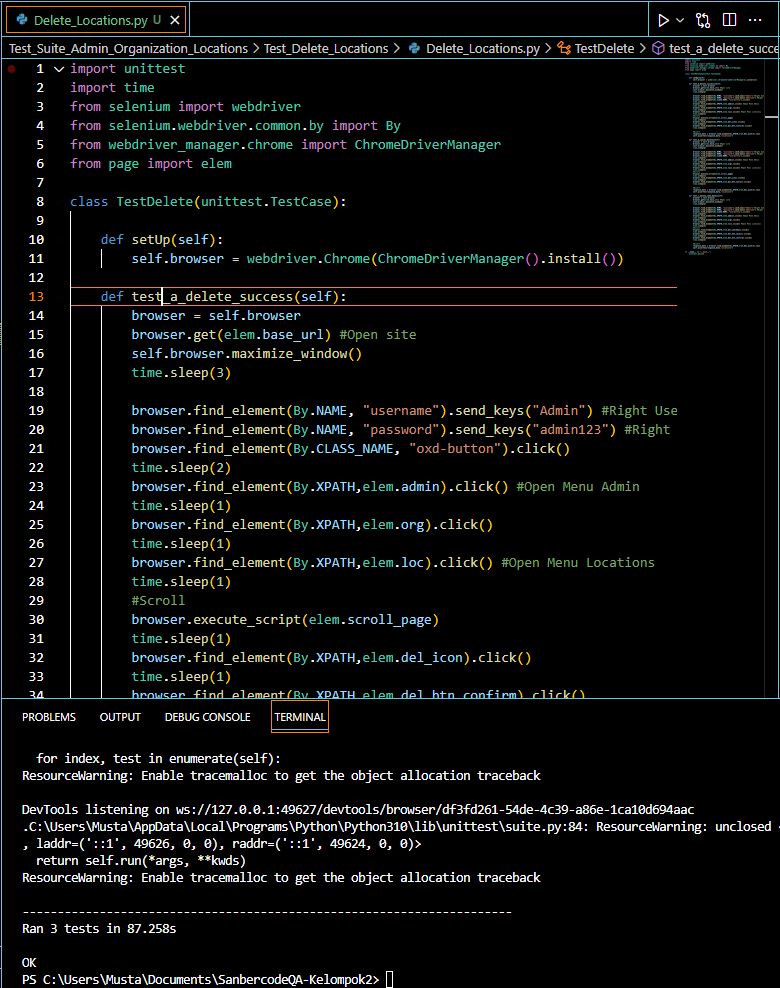 Delete_Locations.py U
Test_Suite_Admin_Organization_Locations > Test_Delete_Locations > Delete_Locations.py > TestDelete > test_a_delete_succe
1 import unittest
2 import time
3 from selenium import webdriver
4 from selenium.webdriver.common.by import By
5 from webdriver_manager.chrome import ChromeDriverManager
6 from page import elem
7
8 class TestDelete(unittest.TestCase):
9
10     def setUp(self):
11         self.browser = webdriver.Chrome(ChromeDriverManager().install())
12
13     def test_a_delete_success(self):
14         browser = self.browser
15         browser.get(elem.base_url) #Open site
16         self.browser.maximize_window()
17         time.sleep(3)
18
19         browser.find_element(By.NAME, "username").send_keys("Admin") #Right Use
20         browser.find_element(By.NAME, "password").send_keys("admin123") #Right
21         browser.find_element(By.CLASS_NAME, "oxd-button").click()
22         time.sleep(2)
23         browser.find_element(By.XPATH,elem.admin).click() #Open Menu Admin
24         time.sleep(1)
25         browser.find_element(By.XPATH,elem.org).click()
26         time.sleep(1)
27         browser.find_element(By.XPATH,elem.loc).click() #Open Menu Locations
28         time.sleep(1)
29         #Scroll
30         browser.execute_script(elem.scroll_page)
31         time.sleep(1)
32         browser.find_element(By.XPATH,elem.del_icon).click()
33         time.sleep(1)
34         browser.find_element(By.XPATH,elem.del_btn_confirm).click()
PROBLEMS OUTPUT DEBUG CONSOLE TERMINAL
for index, test in enumerate(self):
ResourceWarning: Enable tracemalloc to get the object allocation traceback
DevTools listening on ws://127.0.0.1:49627/devtools/browser/df3fd261-54de-4c39-a86e-1ca10d694aac
.C:\Users\Musta\AppData\Local\Programs\Python\Python310\lib\unittest\suite.py:84: ResourceWarning: unclosed <
, laddr=('::1', 49626, 0, 0), raddr=('::1', 49624, 0, 0)>
return self.run(*args, **kwds)
ResourceWarning: Enable tracemalloc to get the object allocation traceback
----------------------------------------------------------------------
Ran 3 tests in 87.258s
OK
PS C:\Users\Musta\Documents\SanbercodeQA-Kelompok2>